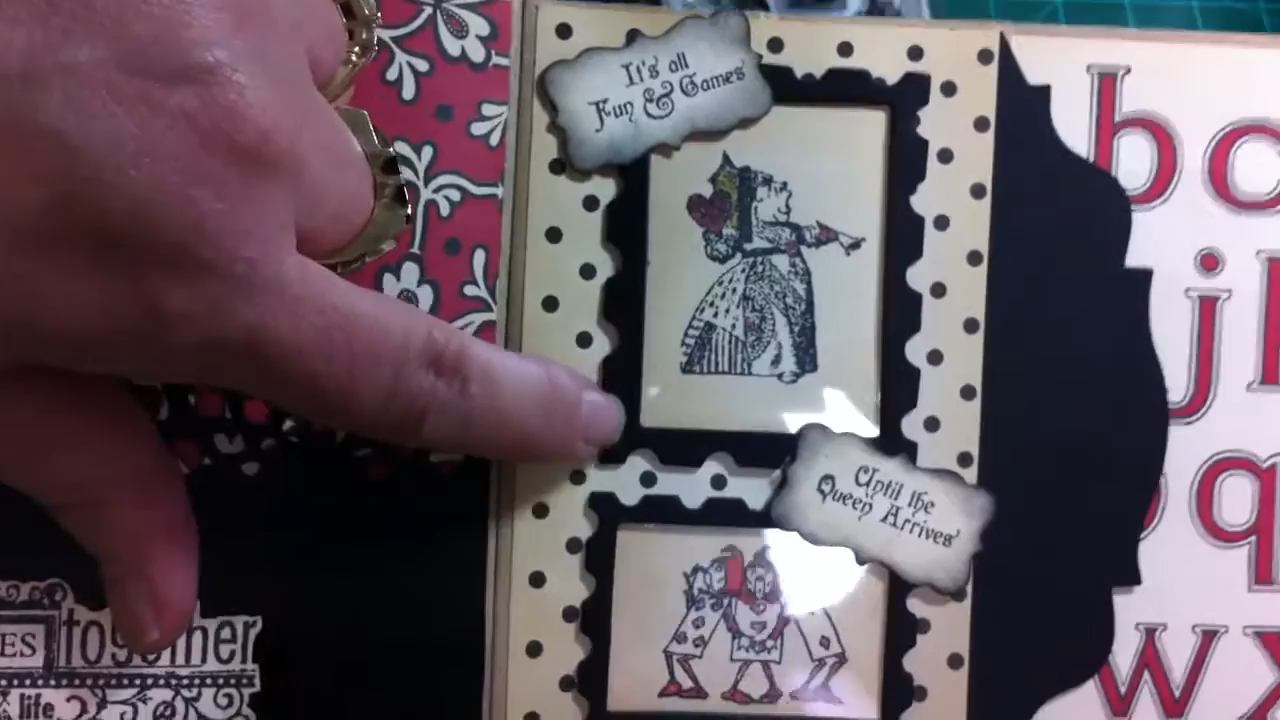 It's all
Fun & Games
Until the
Queen Arrives
b
j
q
w
ES
together
life